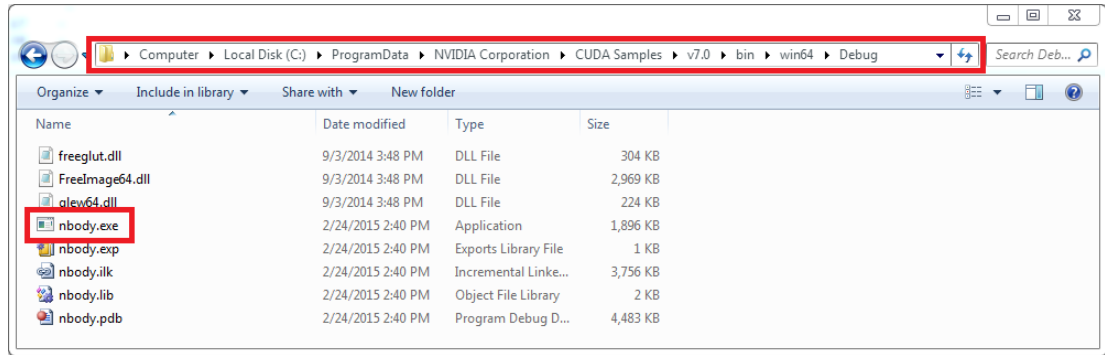 Computer Local Disk (C:) ProgramData NVIDIA Corporation CUDA Samples v7.0 bin win64 Debug Search Deb...
Organize Include in library Share with New folder
Name Date modified Type Size
freeglut.dll 9/3/2014 3:48 PM DLL File 304 KB
FreeImage64.dll 9/3/2014 3:48 PM DLL File 2,969 KB
glew64.dll 9/3/2014 3:48 PM DLL File 224 KB
nbody.exe 2/24/2015 2:40 PM Application 1,896 KB
nbody.exp 2/24/2015 2:40 PM Exports Library File 1 KB
nbody.ilk 2/24/2015 2:40 PM Incremental Linke... 3,756 KB
nbody.lib 2/24/2015 2:40 PM Object File Library 2 KB
nbody.pdb 2/24/2015 2:40 PM Program Debug D... 4,483 KB